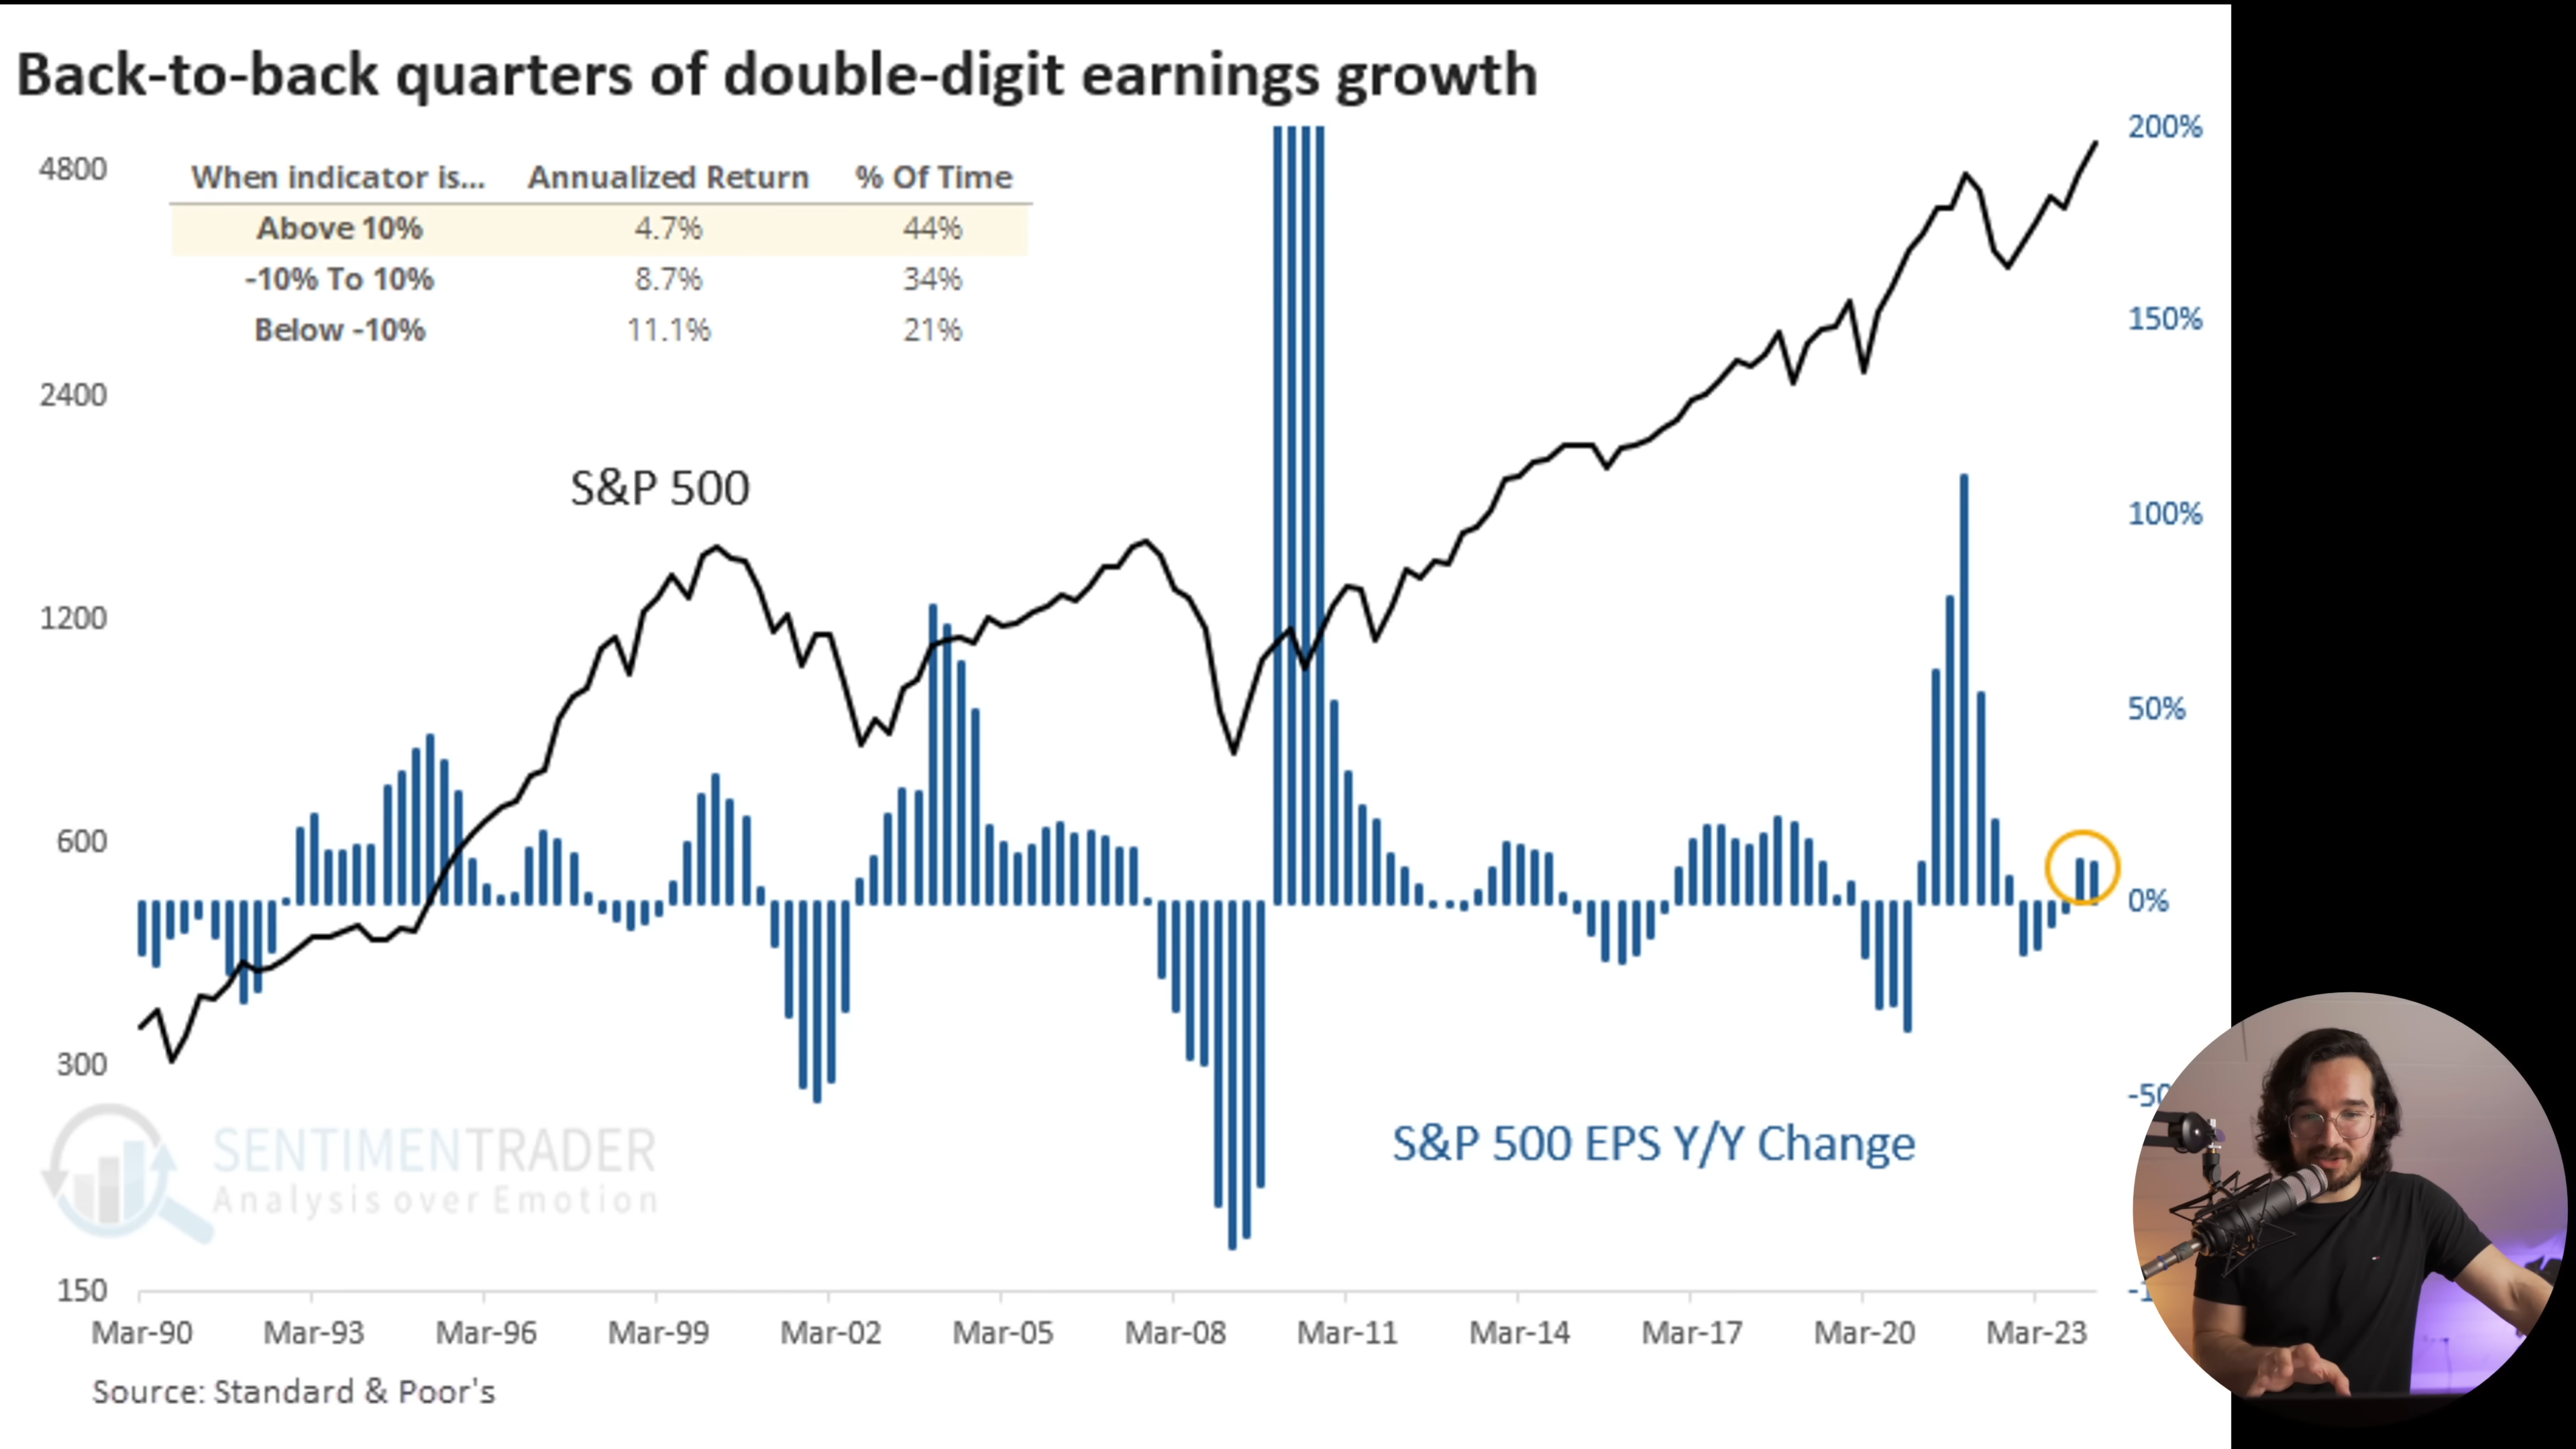 Back-to-back quarters of double-digit earnings growth
When indicator is... Annualized Return % Of Time
Above 10% 4.7% 44%
-10% To 10% 8.7% 34%
Below -10% 11.1% 21%
4800
2400
1200
600
300
150
200%
150%
100%
50%
0%
S&P 500
S&P 500 EPS Y/Y Change
SENTIMENTRADER
Analysis over Emotion
Mar-90 Mar-93 Mar-96 Mar-99 Mar-02 Mar-05 Mar-08 Mar-11 Mar-14 Mar-17 Mar-20 Mar-23
Source: Standard & Poor's